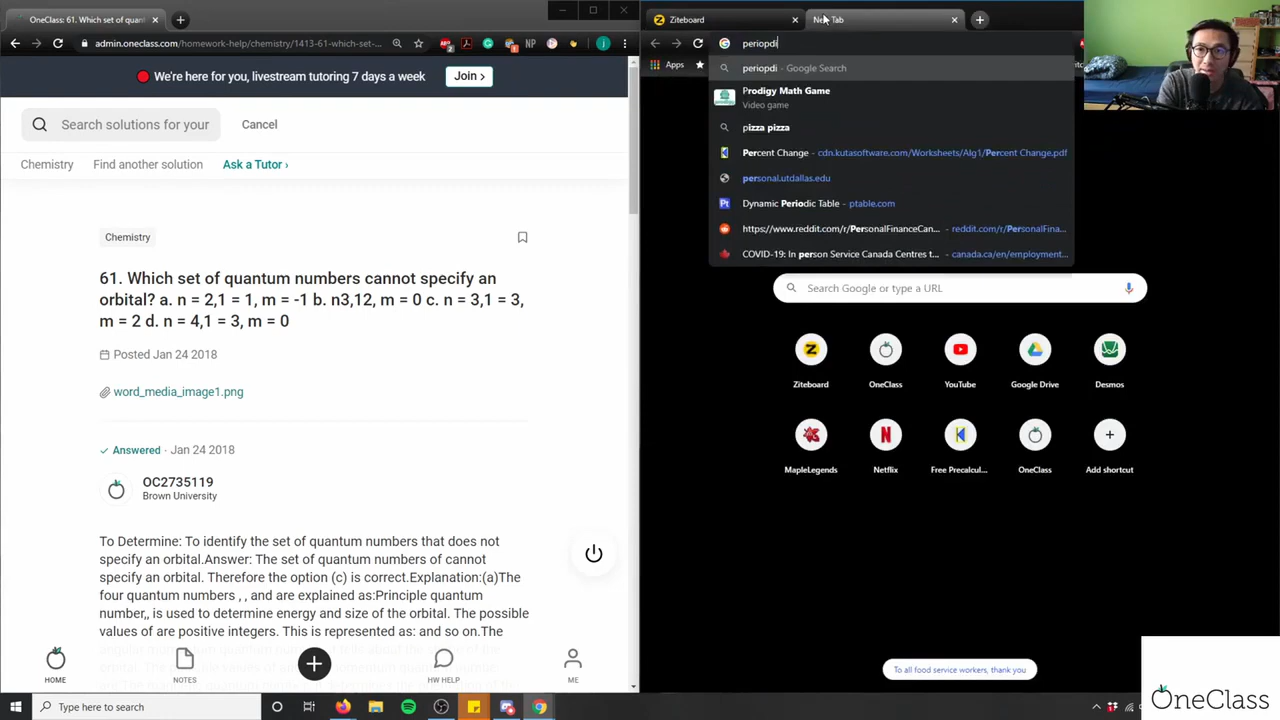 OneClass: 61. Which set of quan
Ziteboard
New Tab
admin.oneclass.com/homework-help/chemistry/1413-61-which-set-...
periopdi
Apps
periopdi - Google Search
Prodigy Math Game
Video game
pizza pizza
Percent Change - cdn.kutasoftware.com/Worksheets/Alg1/Percent Change.pdf
personal.utdallas.edu
Dynamic Periodic Table - ptable.com
https://www.reddit.com/r/PersonalFinanceCan... - reddit.com/r/PersonalFina...
COVID-19: In person Service Canada Centres t... - canada.ca/en/employment...
We're here for you, livestream tutoring 7 days a week
Join ›
Search solutions for your
Cancel
Chemistry
Find another solution
Ask a Tutor ›
Chemistry
61. Which set of quantum numbers cannot specify an
orbital? a. n = 2,1 = 1, m = -1 b. n3,12, m = 0 c. n = 3,1 = 3,
m = 2 d. n = 4,1 = 3, m = 0
Posted Jan 24 2018
word_media_image1.png
Answered · Jan 24 2018
OC2735119
Brown University
To Determine: To identify the set of quantum numbers that does not
specify an orbital.Answer: The set of quantum numbers of cannot
specify an orbital. Therefore the option (c) is correct.Explanation:(a)The
four quantum numbers , , and are explained as:Principle quantum
number,, is used to determine energy and size of the orbital. The possible
values of are positive integers. This is represented as: and so on.The
HOME
NOTES
HW HELP
ME
Search Google or type a URL
Ziteboard
OneClass
YouTube
Google Drive
Desmos
MapleLegends
Netflix
Free Precalcul...
OneClass
Add shortcut
To all food service workers, thank you
Type here to search
OneClass